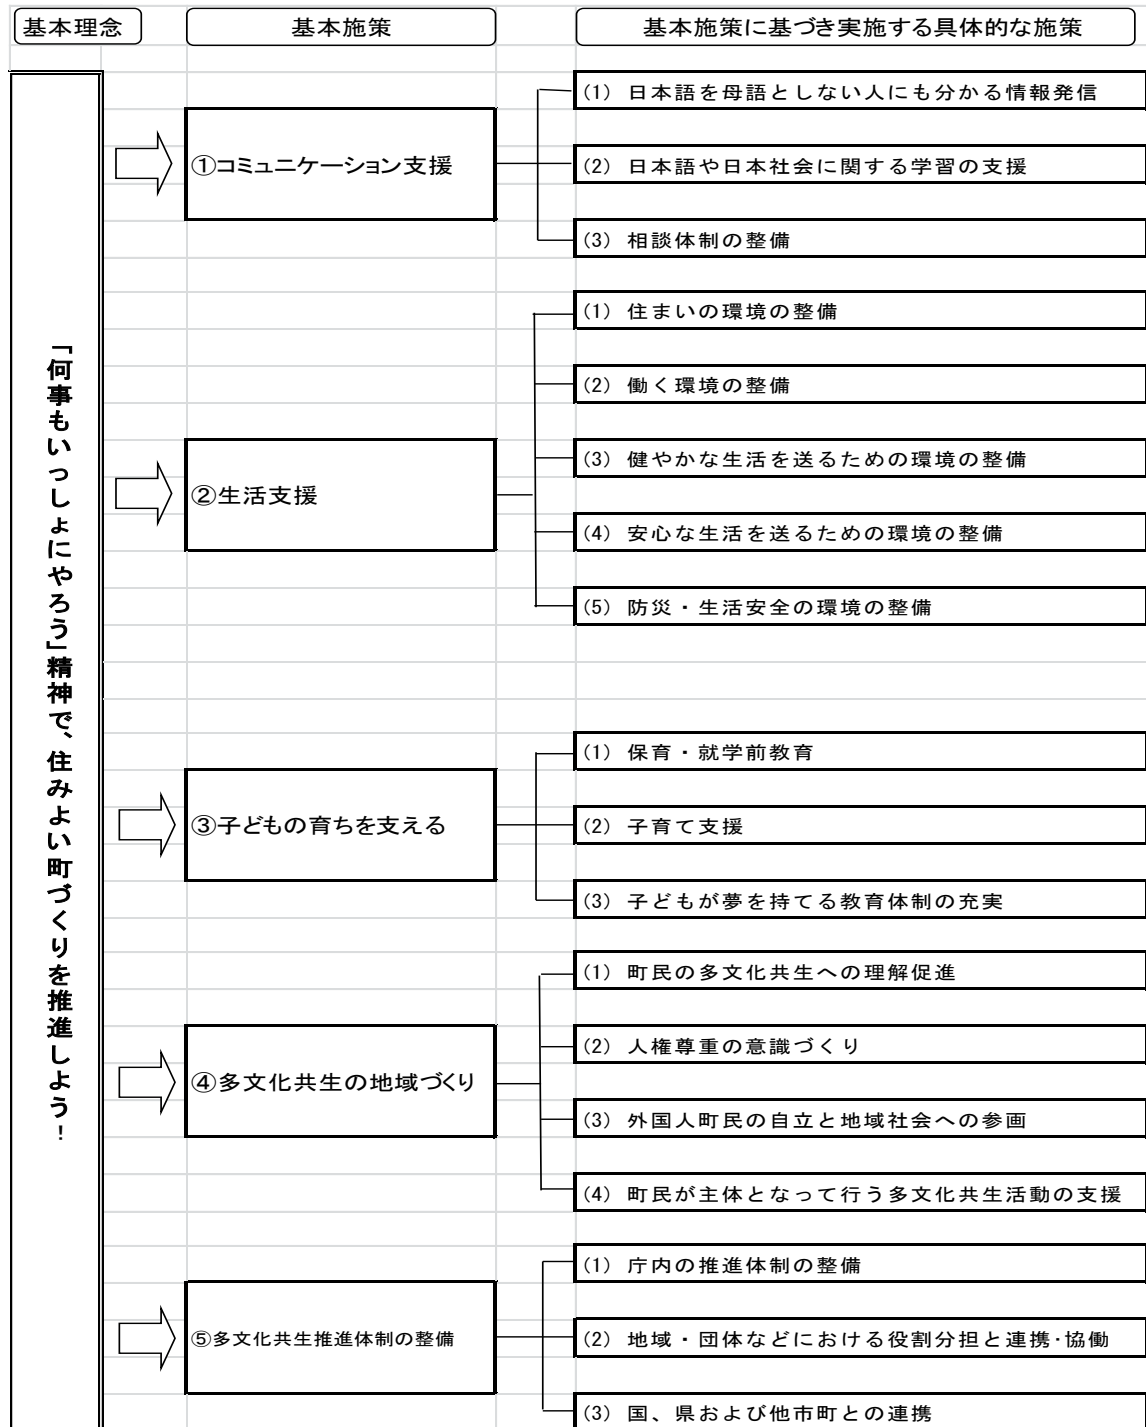 基本理念
基本施策
基本施策に基づき実施する具体的な施策
「何事もいっしょにやろう」精神で、住みよい町づくりを推進しよう！
①コミュニケーション支援
(1) 日本語を母語としない人にも分かる情報発信
(2) 日本語や日本社会に関する学習の支援
(3) 相談体制の整備
②生活支援
(1) 住まいの環境の整備
(2) 働く環境の整備
(3) 健やかな生活を送るための環境の整備
(4) 安心な生活を送るための環境の整備
(5) 防災・生活安全の環境の整備
③子どもの育ちを支える
(1) 保育・就学前教育
(2) 子育て支援
(3) 子どもが夢を持てる教育体制の充実
④多文化共生の地域づくり
(1) 町民の多文化共生への理解促進
(2) 人権尊重の意識づくり
(3) 外国人町民の自立と地域社会への参画
(4) 町民が主体となって行う多文化共生活動の支援
⑤多文化共生推進体制の整備
(1) 庁内の推進体制の整備
(2) 地域・団体などにおける役割分担と連携・協働
(3) 国、県および他市町との連携